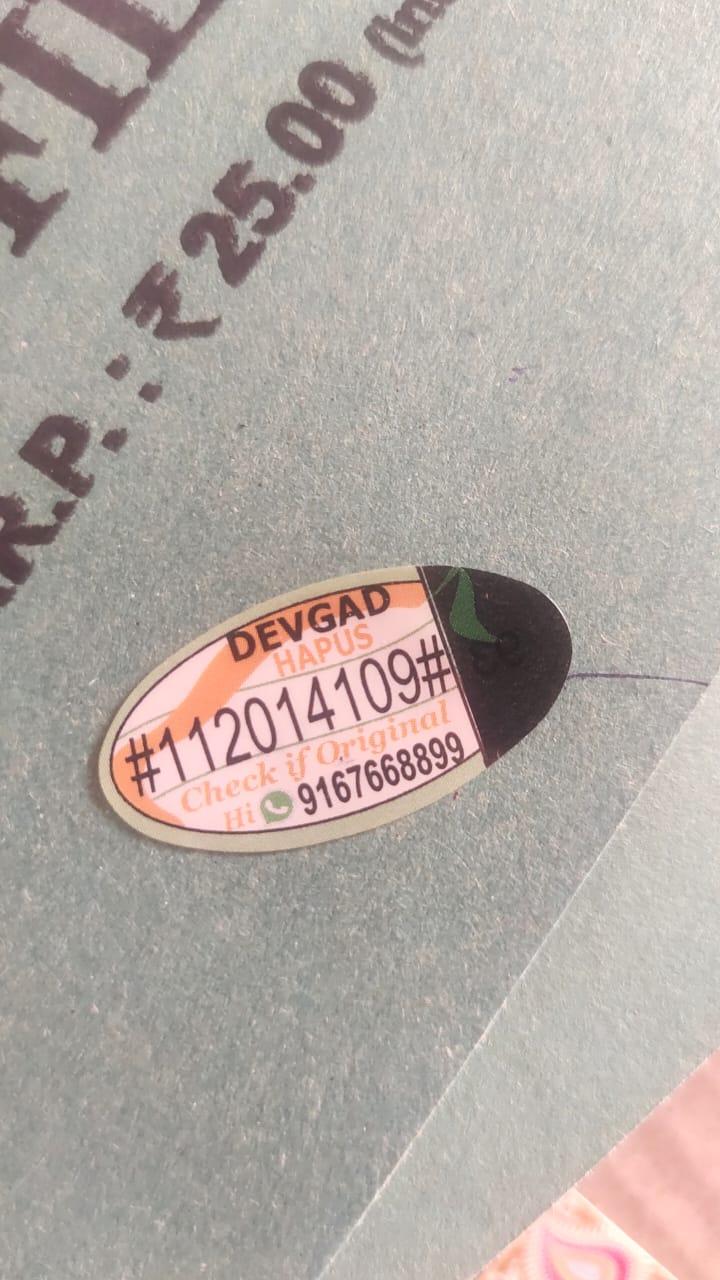 M.R.P. : ₹ 25.00
DEVGAD
HAPUS
#112014109#
Check if Original
Hi 9167668899